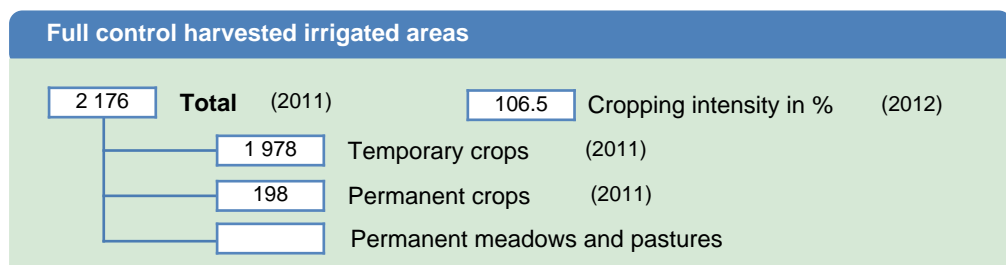 Full control harvested irrigated areas
2 176 Total (2011) 106.5 Cropping intensity in % (2012)
1 978 Temporary crops (2011)
198 Permanent crops (2011)
Permanent meadows and pastures